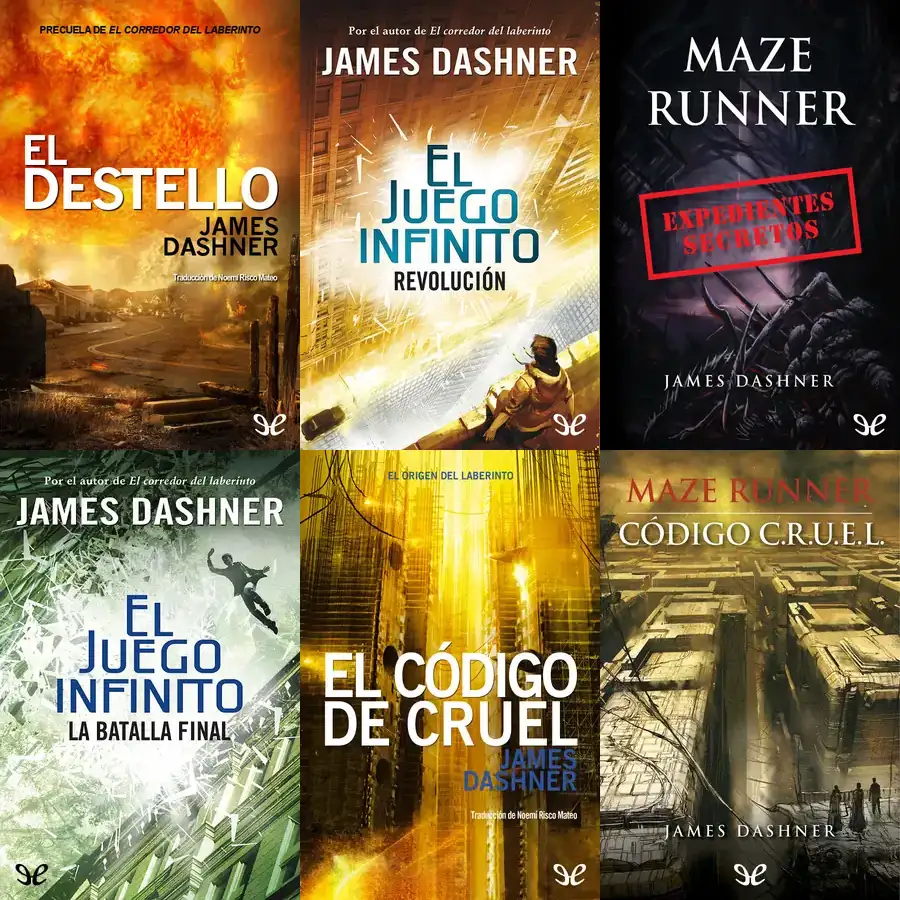 PRECUELA DE EL CORREDOR DEL LABERINTO
EL
DESTELLO
JAMES
DASHNER
Traducción de Noemí Risco Mateo
Por el autor de El corredor del laberinto
JAMES DASHNER
EL
JUEGO
INFINITO
REVOLUCIÓN
MAZE
RUNNER
EXPEDIENTES
SECRETOS
JAMES DASHNER
Por el autor de El corredor del laberinto
JAMES DASHNER
EL
JUEGO
INFINITO
LA BATALLA FINAL
EL ORIGEN DEL LABERINTO
EL CÓDIGO
DE CRUEL
JAMES
DASHNER
Traducción de Noemí Risco Mateo
MAZE RUNNER
CÓDIGO C.R.U.E.L.
JAMES DASHNER